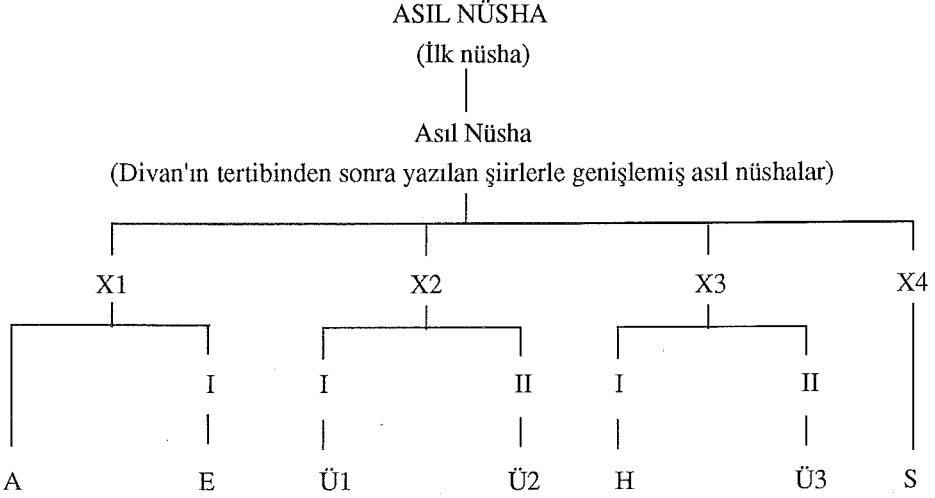 ASIL NÜSHA
(İlk nüsha)
Asıl Nüsha
(Divan'ın tertibinden sonra yazılan şiirlerle genişlemiş asıl nüshalar)
X1 X2 X3 X4
I I II I II
A E Ü1 Ü2 H Ü3 S